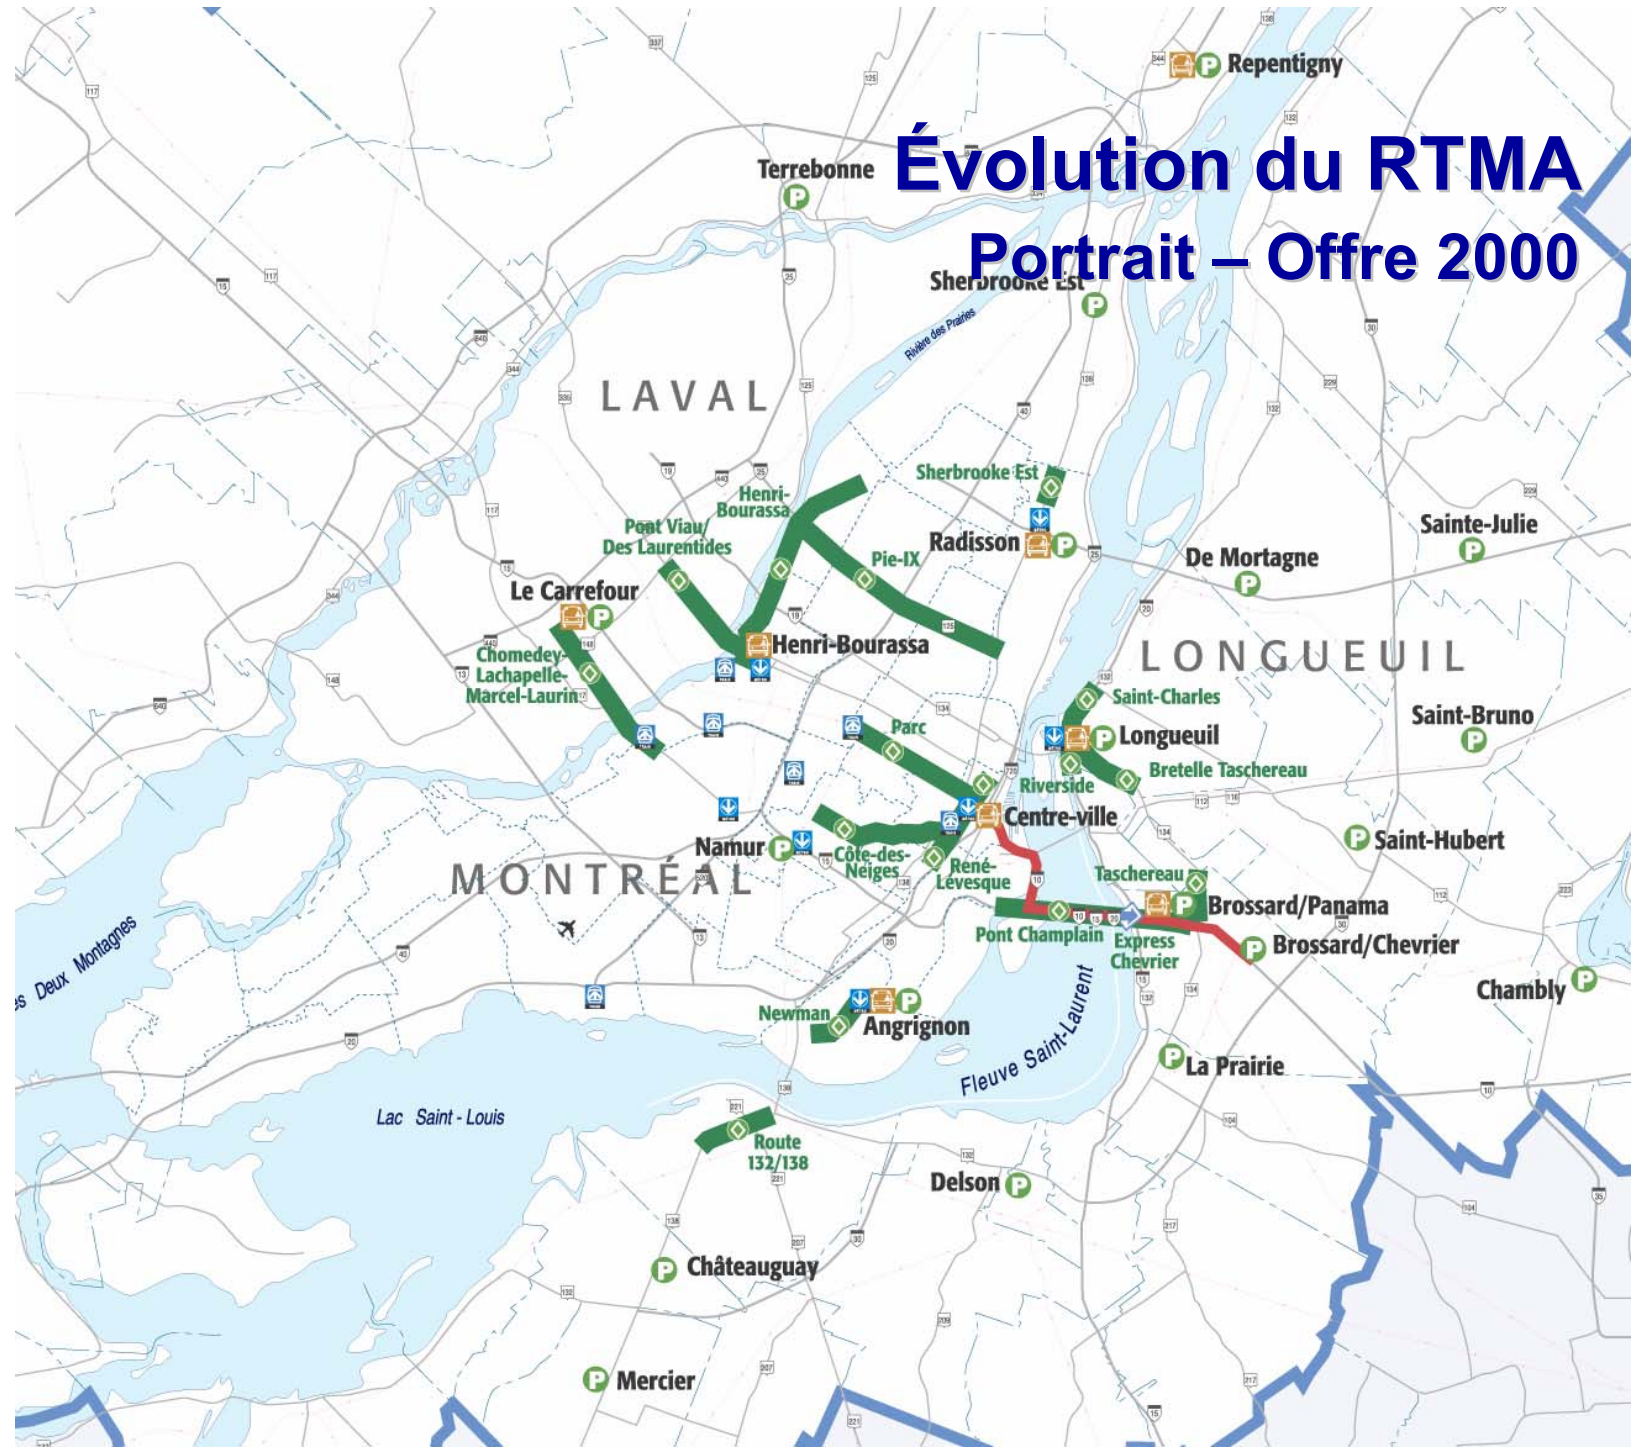 Repentigny
Évolution du RTMA
Portrait – Offre 2000
Terrebonne
Sherbrooke Est
Rivière des Prairies
LAVAL
Sherbrooke Est
Henri-
Bourassa
Pont Viau/
Des Laurentides
Radisson
Pie-IX
Sainte-Julie
De Mortagne
Le Carrefour
Henri-Bourassa
LONGUEUIL
Chomedey-
Lachapelle-
Marcel-Laurin
Saint-Charles
Parc
Longueuil
Saint-Bruno
Bretelle Taschereau
Riverside
Centre-ville
Saint-Hubert
Namur
Côte-des-
Neiges
René-
Lévesque
MONTRÉAL
Taschereau
Brossard/Panama
Pont Champlain
Express
Chevrier
Brossard/Chevrier
es Deux Montagnes
Chambly
Newman
Angrignon
Fleuve Saint-Laurent
La Prairie
Lac Saint-Louis
Route
132/138
Delson
Châteauguay
Mercier